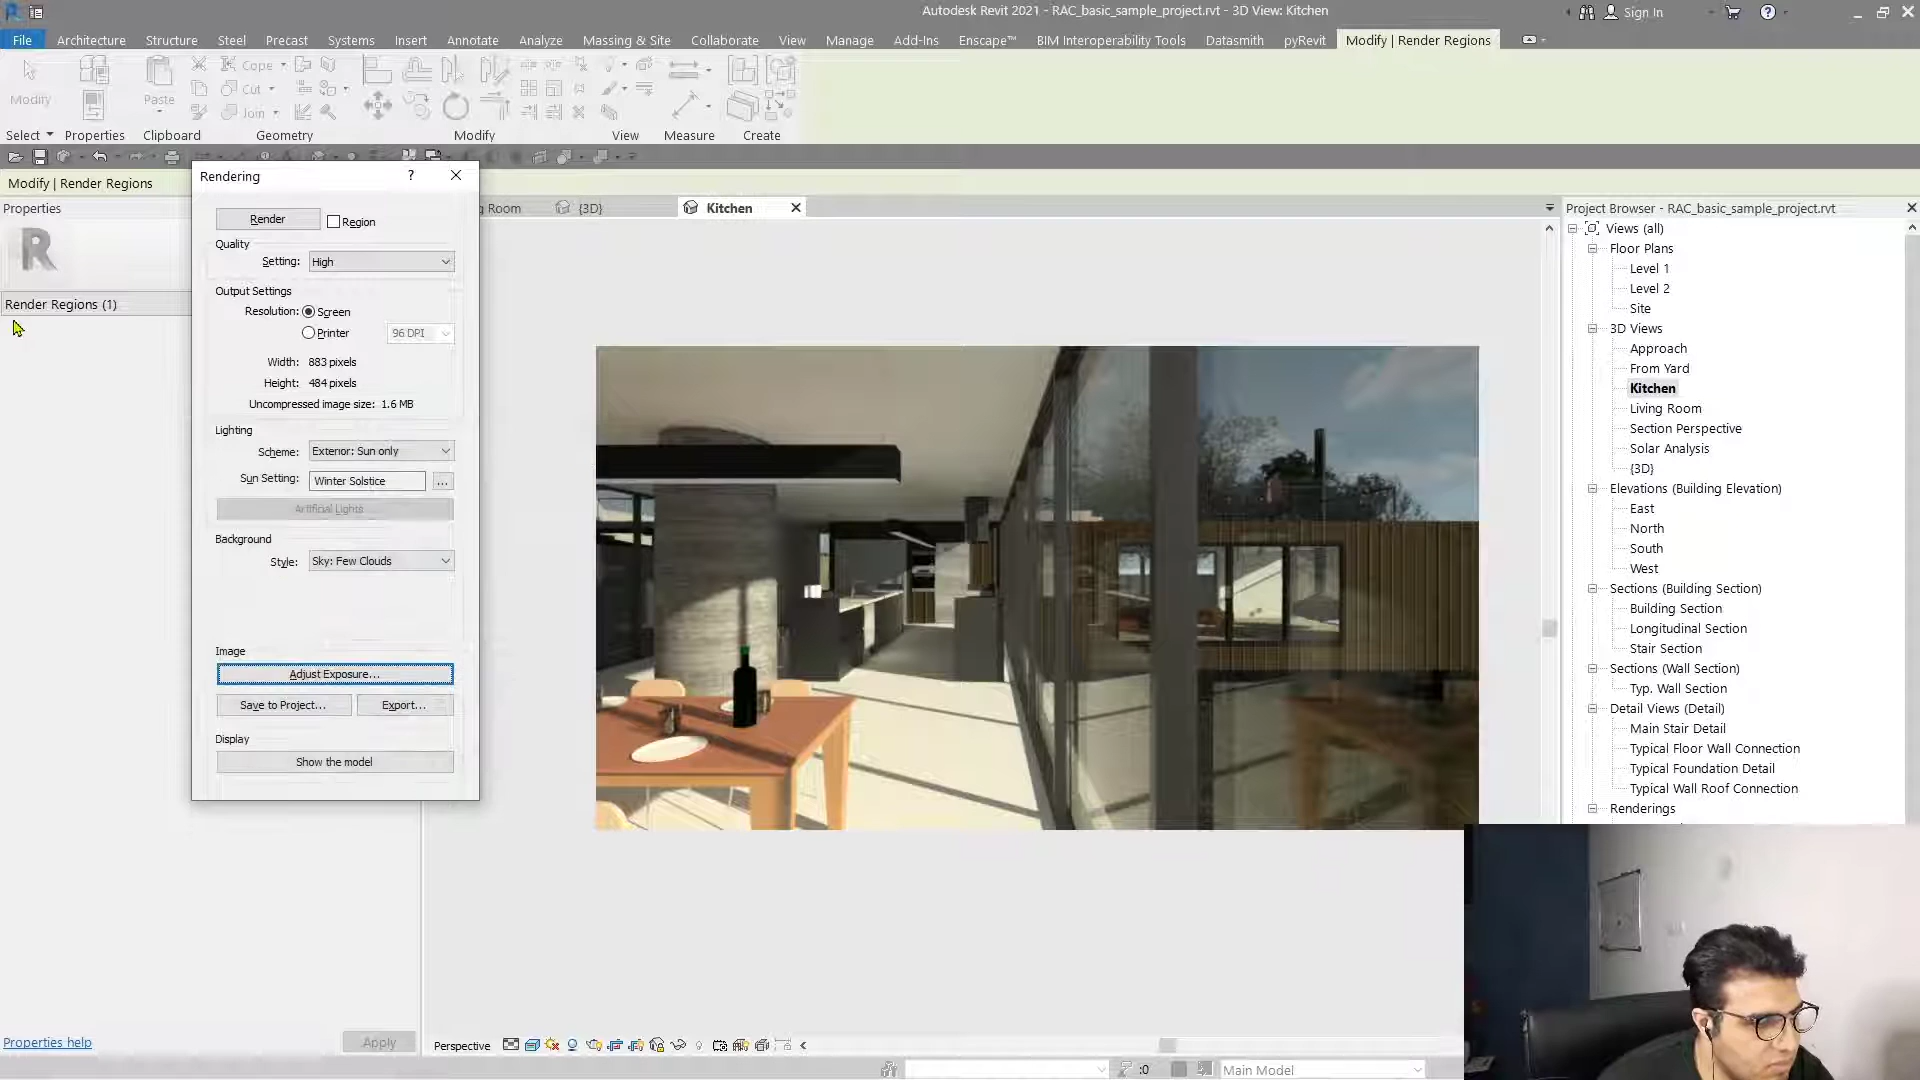 Autodesk Revit 2021 - RAC_basic_sample_project.rvt - 3D View: Kitchen
Sign In
File Architecture Structure Steel Precast Systems Insert Annotate Analyze Massing & Site Collaborate View Manage Add-Ins Enscape™ BIM Interoperability Tools Datasmith pyRevit Modify | Render Regions
Modify
Paste
Cope
Cut
Join
Select Properties Clipboard Geometry Modify View Measure Create
Modify | Render Regions
Properties
Render Regions (1)
Properties help
Apply
Rendering
?
Render
Region
Quality
Setting: High
Output Settings
Resolution: Screen
Printer 96 DPI
Width: 883 pixels
Height: 484 pixels
Uncompressed image size: 1.6 MB
Lighting
Scheme: Exterior: Sun only
Sun Setting: Winter Solstice ...
Artificial Lights...
Background
Style: Sky: Few Clouds
Image
Adjust Exposure...
Save to Project... Export...
Display
Show the model
Room {3D} Kitchen
Perspective
:0 Main Model
Project Browser - RAC_basic_sample_project.rvt
Views (all)
Floor Plans
Level 1
Level 2
Site
3D Views
Approach
From Yard
Kitchen
Living Room
Section Perspective
Solar Analysis
{3D}
Elevations (Building Elevation)
East
North
South
West
Sections (Building Section)
Building Section
Longitudinal Section
Stair Section
Sections (Wall Section)
Typ. Wall Section
Detail Views (Detail)
Main Stair Detail
Typical Floor Wall Connection
Typical Foundation Detail
Typical Wall Roof Connection
Renderings